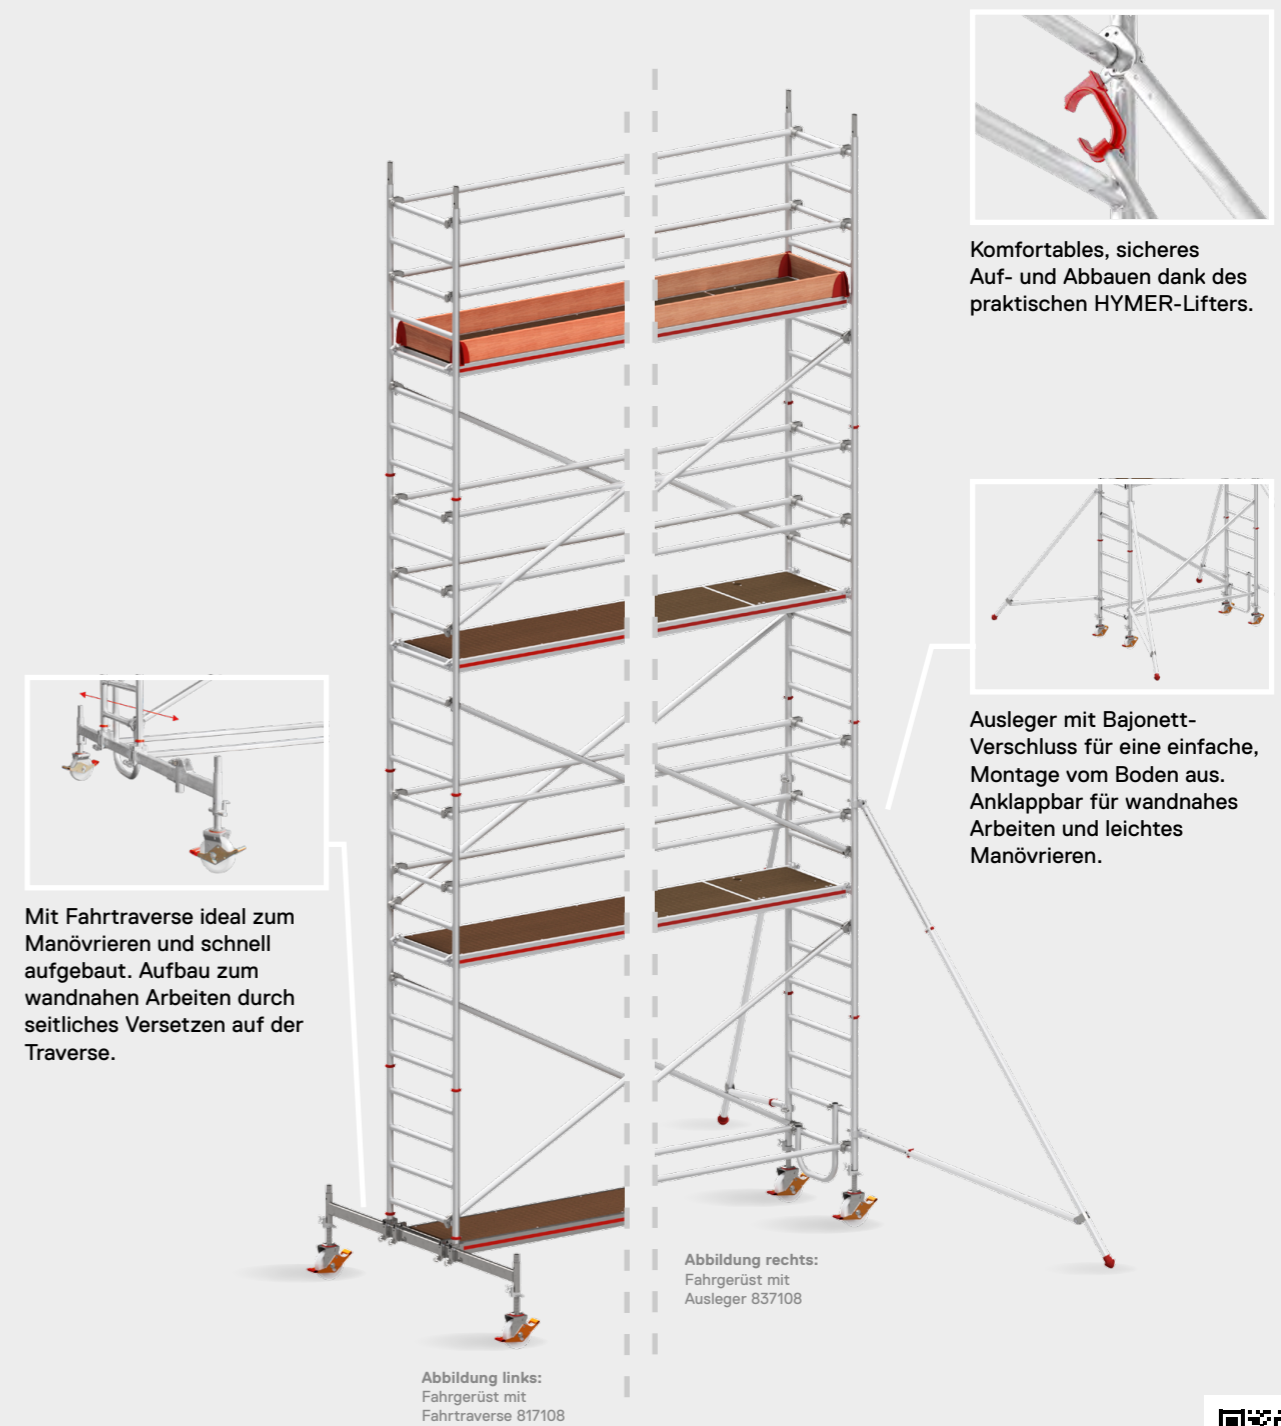 Komfortables, sicheres
Auf- und Abbauen dank des
praktischen HYMER-Lifters.
Ausleger mit Bajonett-
Verschluss für eine einfache,
Montage vom Boden aus.
Anklappbar für wandnahes
Arbeiten und leichtes
Manövrieren.
Mit Fahrtraverse ideal zum
Manövrieren und schnell
aufgebaut. Aufbau zum
wandnahen Arbeiten durch
seitliches Versetzen auf der
Traverse.
Abbildung rechts:
Fahrgerüst mit
Ausleger 837108
Abbildung links:
Fahrgerüst mit
Fahrtraverse 817108